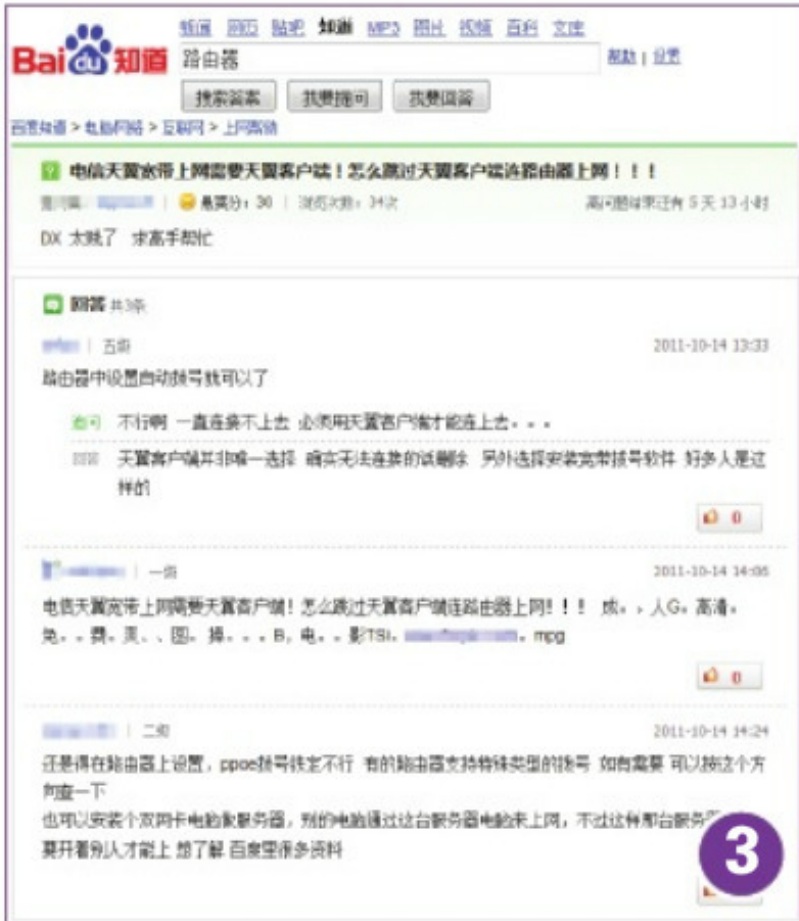 新闻 网页 贴吧 知道 MP3 图片 视频 百科 文库
Bai du 知道 路由器 帮助 | 设置
搜索答案 我要提问 我要回答
百度知道 > 电脑/网络 > 互联网 > 上网帮助
? 电信天翼宽带上网需要天翼客户端！怎么跳过天翼客户端连路由器上网！！！
悬赏分：30 | 浏览次数：34次 离问题结束还有 5 天 13 小时
DX 太贱了 求高手帮忙
回答 共3条
| 五级 2011-10-14 13:33
路由器中设置自动拨号就可以了
追问 不行啊 一直连接不上去 必须用天翼客户端才能连上去。。。
回答 天翼客户端并非唯一选择 确实无法连接的话删除 另外选择安装宽带拨号软件 好多人是这
样的
0
| 一级 2011-10-14 14:06
电信天翼宽带上网需要天翼客户端！怎么跳过天翼客户端连路由器上网！！！ 成。，人G。高清。
免。。费。黄、、图。操。。。B，电。。影TSI。 。mpg
0
| 二级 2011-10-14 14:24
还是得在路由器上设置，ppoe拨号铁定不行 有的路由器支持特殊类型的拨号 如有需要 可以按这个方
向查一下
也可以安装个双网卡电脑做服务器，别的电脑通过这台服务器电脑来上网，不过这样那台服务器
要开着别人才能上 想了解 百度里很多资料
3